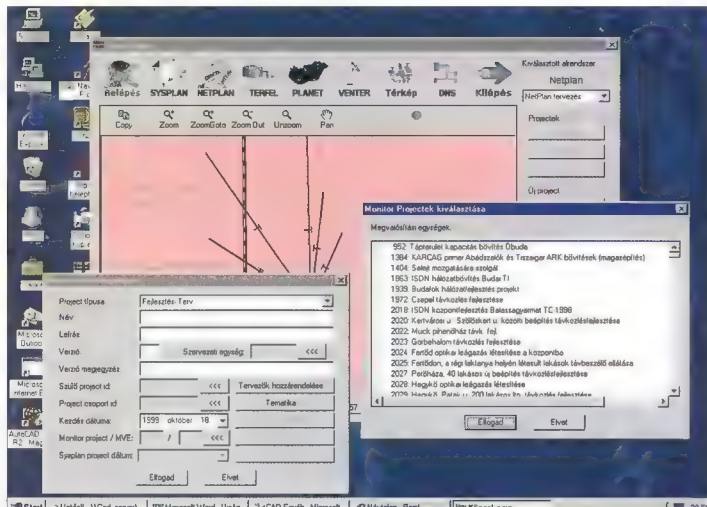 Belépés SYSPLAN NETPLAN TERFEL PLANET VENTER Térkép DNS Kilépés
Kiválasztott alrendszer
Netplan
NetPlan tervezés
Projectek
Új project
Copy Zoom ZoomGoto Zoom Out Unzoom Pan
Monitor Projectek kiválasztása
Megvalósítási egységek
952 Tápterület kapacitás bővítés Óbuda
1384 KARCAG primer Abádszalók és Tiszaigar ARK bővítések (magaszépítés)
1404 Selejt mozgatására szolgál
1863 ISDN hálózatbővítés Budai TI
1939 Budafok hálózatfejlesztés projekt
1972 Csepel távközlés fejlesztése
2018 ISDN központfejlesztés Balassagyarmat TC 1998
2020 Kertvárosi u. Szőlőskert u. közötti beépítés távközlésfejlesztése
2022 Muck pihenőház távk. fejl.
2023 Görbehalom távközlés fejlesztése
2024 Fertőd optikai leágazás létesítése a központba
2025 Fertődön, a régi laktanya helyén létesült lakások távbeszélő ellátása
2027 Perőháza, 40 lakásos új beépítés távközlésfejlesztése
2028 Hegykő optikai leágazás létesítése
Elfogad Elvet
Project típusa Fejlesztés-Terv
Név
Leírás
Verzió Szervezeti egység: <<<
Verzió megjegyzés
Szülő project id: <<< Tervezők hozzárendelése
Project csoport id: <<< Tematika
Kezdés dátuma: 1999 október 18.
Monitor project / MVE: / <<<
Sysplan project dátum:
Elfogad Elvet
AutoCAD
Start